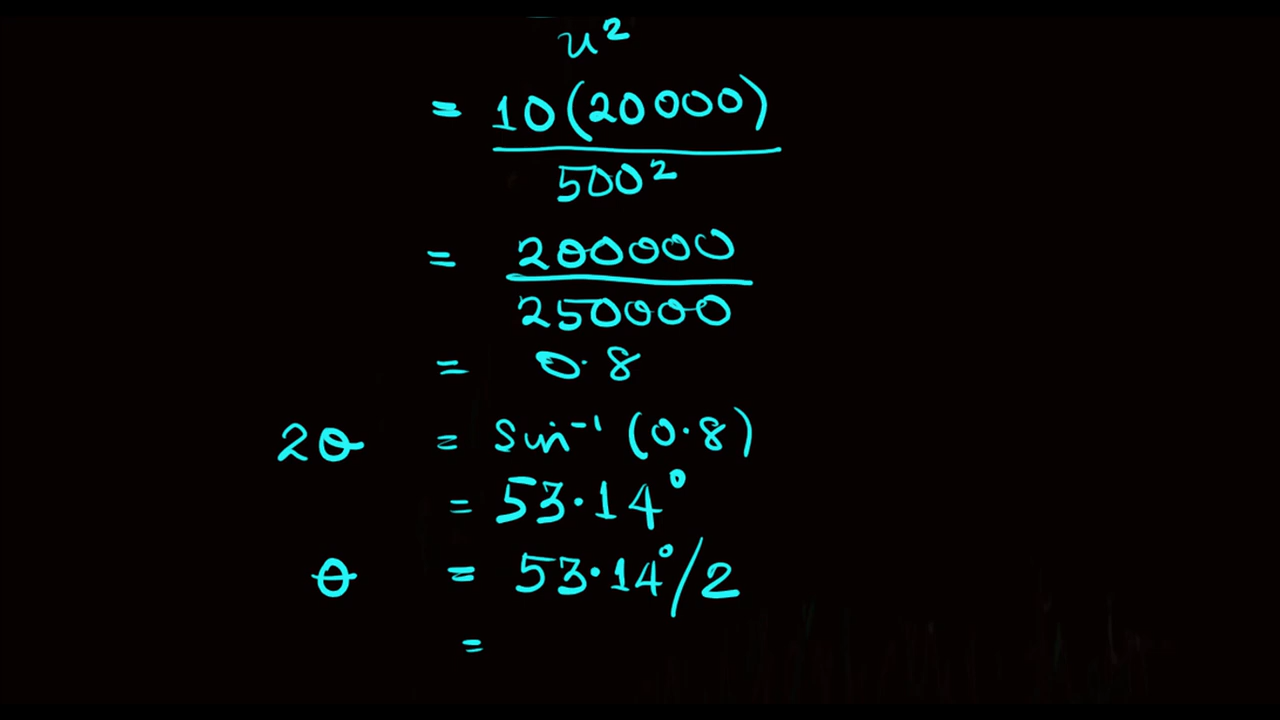 u²
= 10(20000)
500²
= 200000
250000
= 0.8
2θ = sin⁻¹ (0.8)
= 53.14°
θ = 53.14°/2
=